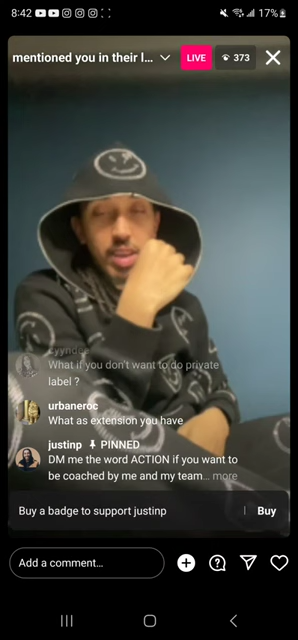 8:42
17%
mentioned you in their l...
LIVE
373
cyyndoe
What if you don't want to do private
label ?
urbaneroc
What as extension you have
justinp PINNED
DM me the word ACTION if you want to
be coached by me and my team... more
Buy a badge to support justinp
Buy
Add a comment...